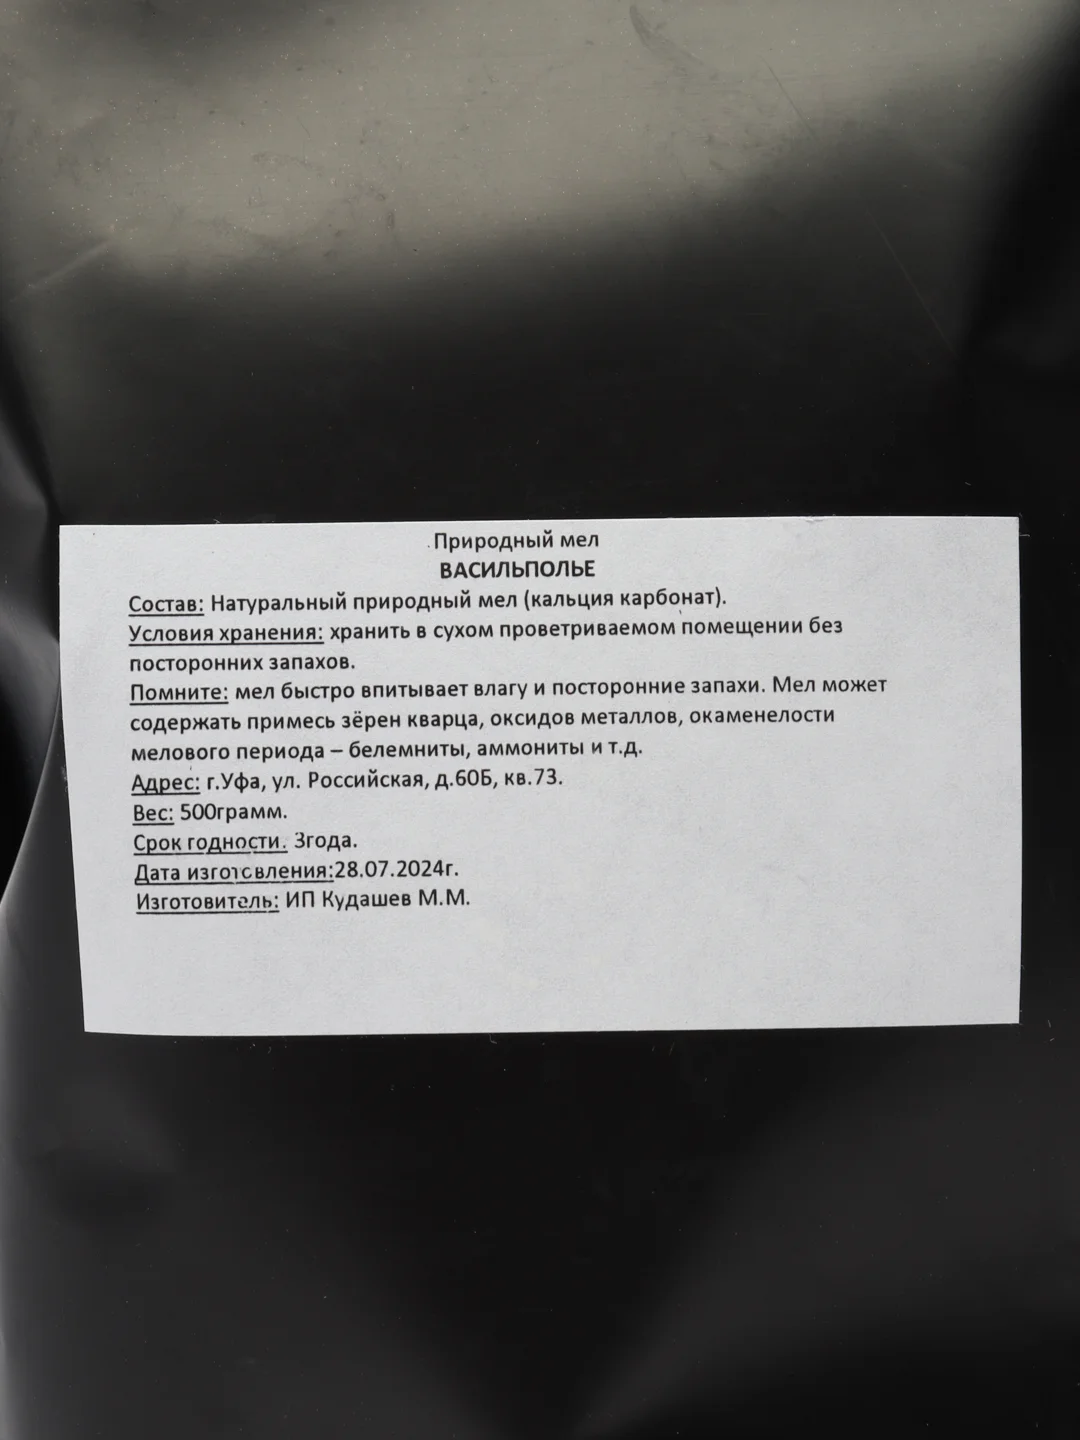 Природный мел
ВАСИЛЬПОЛЬЕ
Состав: Натуральный природный мел (кальция карбонат).
Условия хранения: хранить в сухом проветриваемом помещении без
посторонних запахов.
Помните: мел быстро впитывает влагу и посторонние запахи. Мел может
содержать примесь зёрен кварца, оксидов металлов, окаменелости
мелового периода – белемниты, аммониты и т.д.
Адрес: г.Уфа, ул. Российская, д.60Б, кв.73.
Вес: 500грамм.
Срок годности. 3года.
Дата изготовления:28.07.2024г.
Изготовитель: ИП Кудашев М.М.